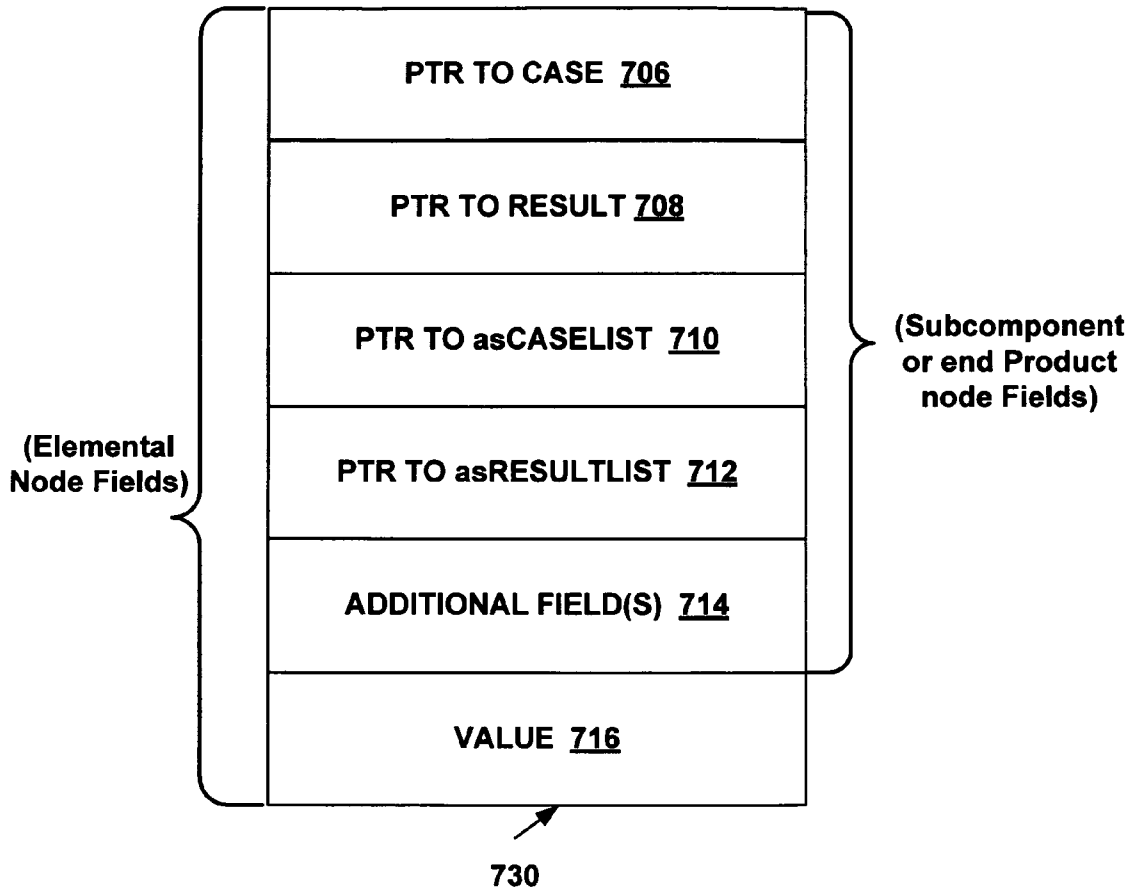 PTR TO CASE 706
PTR TO RESULT 708
PTR TO asCASELIST 710
(Subcomponent
or end Product
node Fields)
(Elemental
Node Fields)
PTR TO asRESULTLIST 712
ADDITIONAL FIELD(S) 714
VALUE 716
730